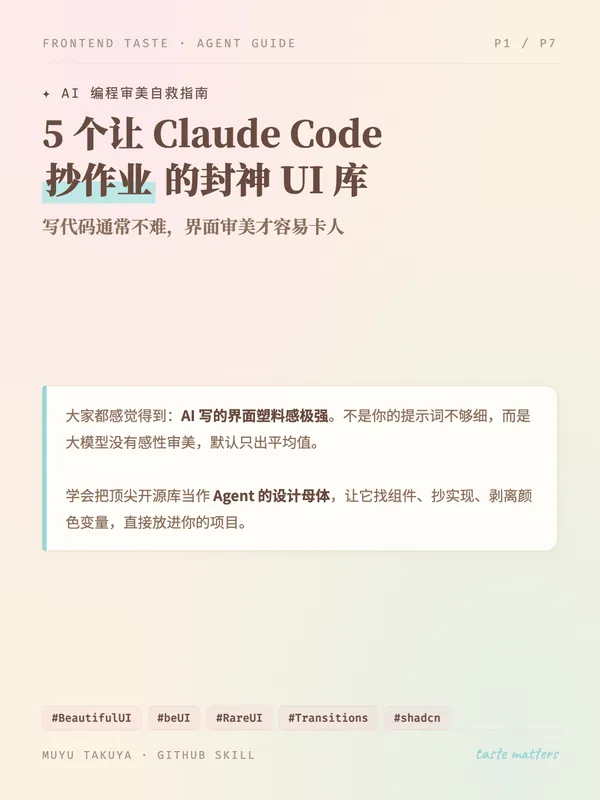 FRONTEND TASTE · AGENT GUIDE
P1 / P7
✦ AI 编程审美自救指南
5 个让 Claude Code
抄作业 的封神 UI 库
写代码通常不难，界面审美才容易卡人
大家都感觉得到：AI 写的界面塑料感极强。不是你的提示词不够细，而是
大模型没有感性审美，默认只出平均值。
学会把顶尖开源库当作 Agent 的设计母体，让它找组件、抄实现、剥离颜
色变量，直接放进你的项目。
#BeautifulUI #beUI #RareUI #Transitions #shadcn
MUYU TAKUYA · GITHUB SKILL
taste matters